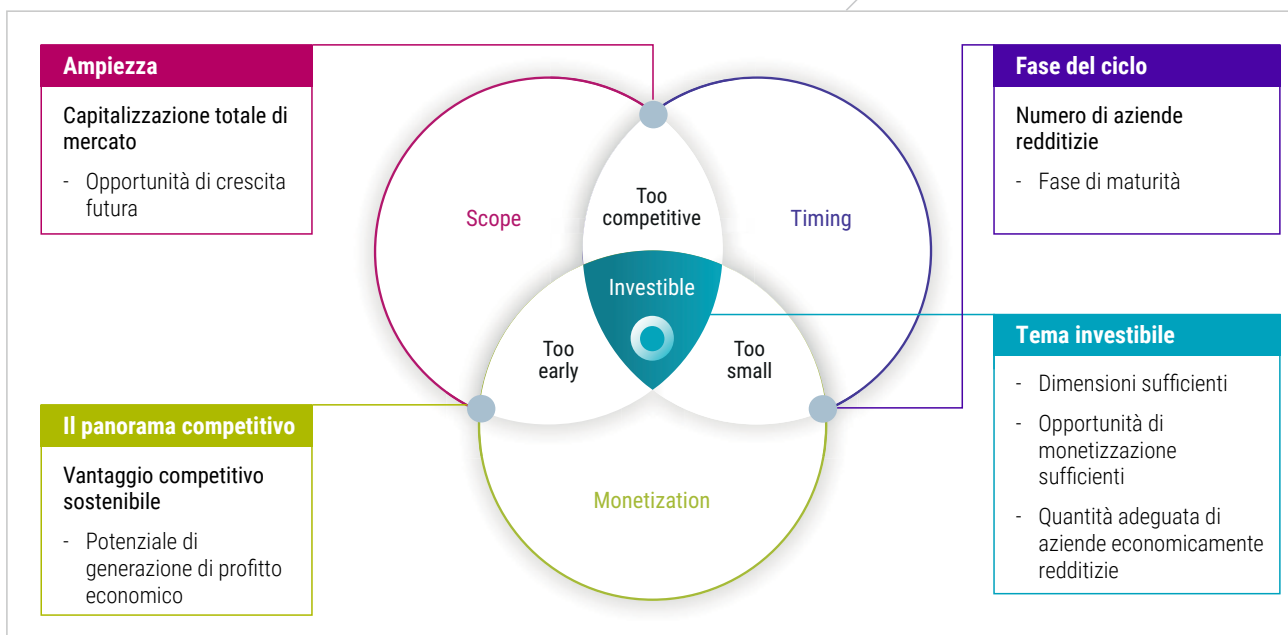 Ampiezza
Capitalizzazione totale di
mercato
- Opportunità di crescita
futura
Il panorama competitivo
Vantaggio competitivo
sostenibile
- Potenziale di
generazione di profitto
economico
Scope
Too
competitive
Timing
Investible
Too
early
Too
small
Monetization
Fase del ciclo
Numero di aziende
redditizie
- Fase di maturità
Tema investibile
- Dimensioni sufficienti
- Opportunità di
monetizzazione
sufficienti
- Quantità adeguata di
aziende economicamente
redditizie